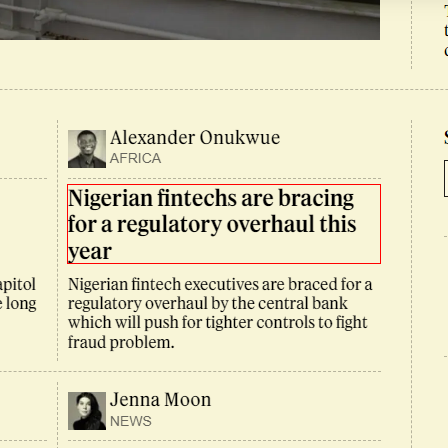 Alexander Onukwue
AFRICA
Nigerian fintechs are bracing
for a regulatory overhaul this
year
apitol
long
Nigerian fintech executives are braced for a
regulatory overhaul by the central bank
which will push for tighter controls to fight
fraud problem.
Jenna Moon
NEWS